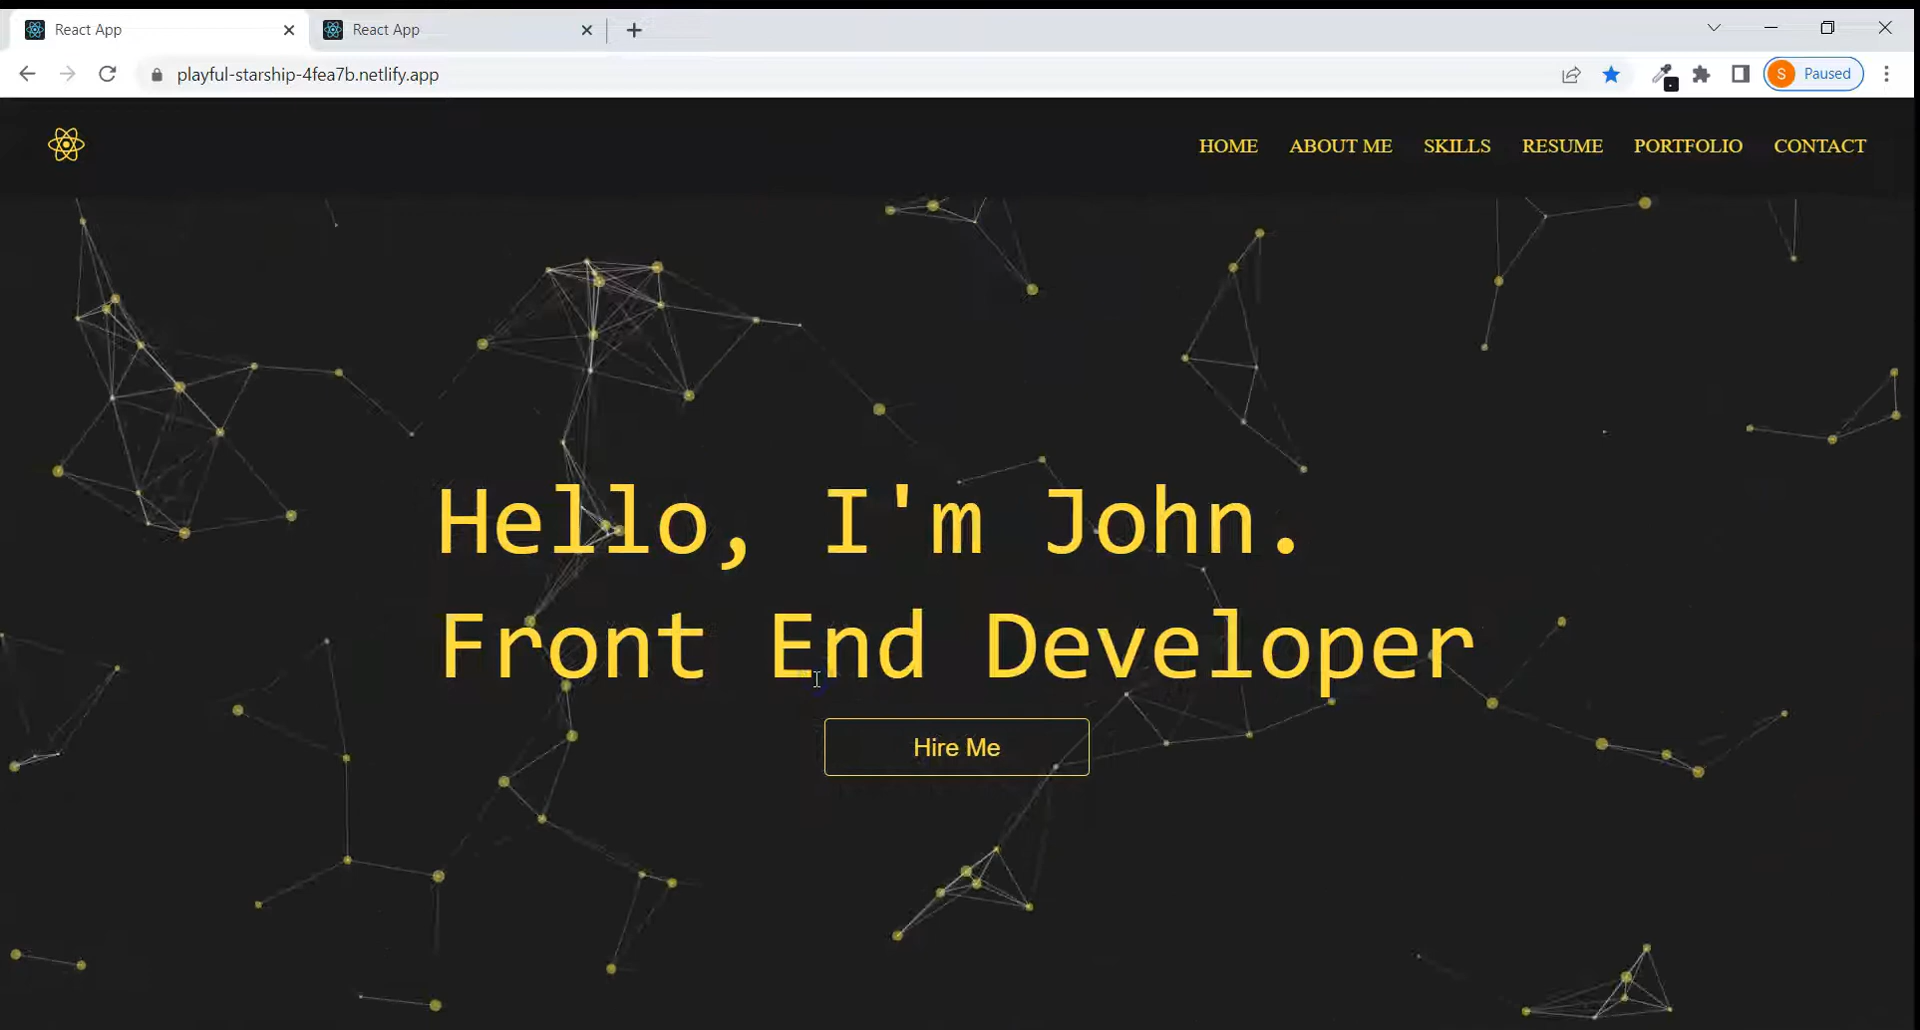 React App
React App
playful-starship-4fea7b.netlify.app
S Paused
HOME ABOUT ME SKILLS RESUME PORTFOLIO CONTACT
Hello, I'm John.
Front End Developer
Hire Me